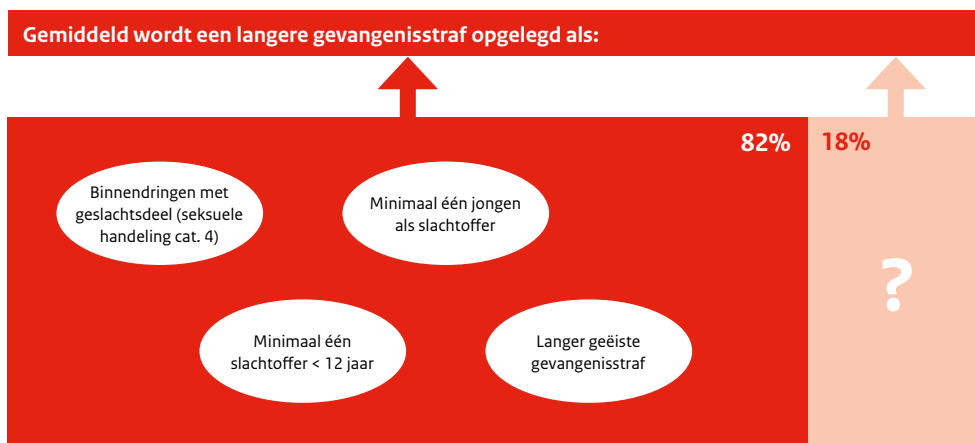 Gemiddeld wordt een langere gevangenisstraf opgelegd als:
82%
18%
Binnendringen met
geslachtsdeel (seksuele
handeling cat. 4)
Minimaal één jongen
als slachtoffer
?
Minimaal één
slachtoffer < 12 jaar
Langer geëiste
gevangenisstraf